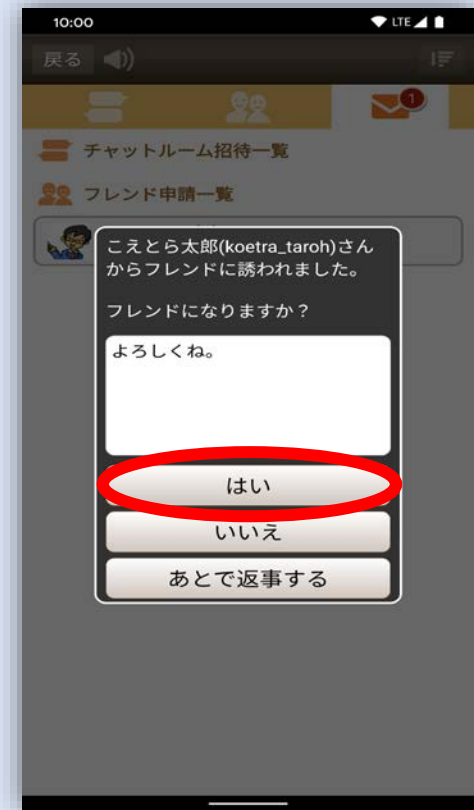 10:00
LTE
戻る
1
チャットルーム招待一覧
フレンド申請一覧
こえとら太郎(koetra_taroh)さん
からフレンドに誘われました。
フレンドになりますか？
よろしくね。
はい
いいえ
あとで返事する